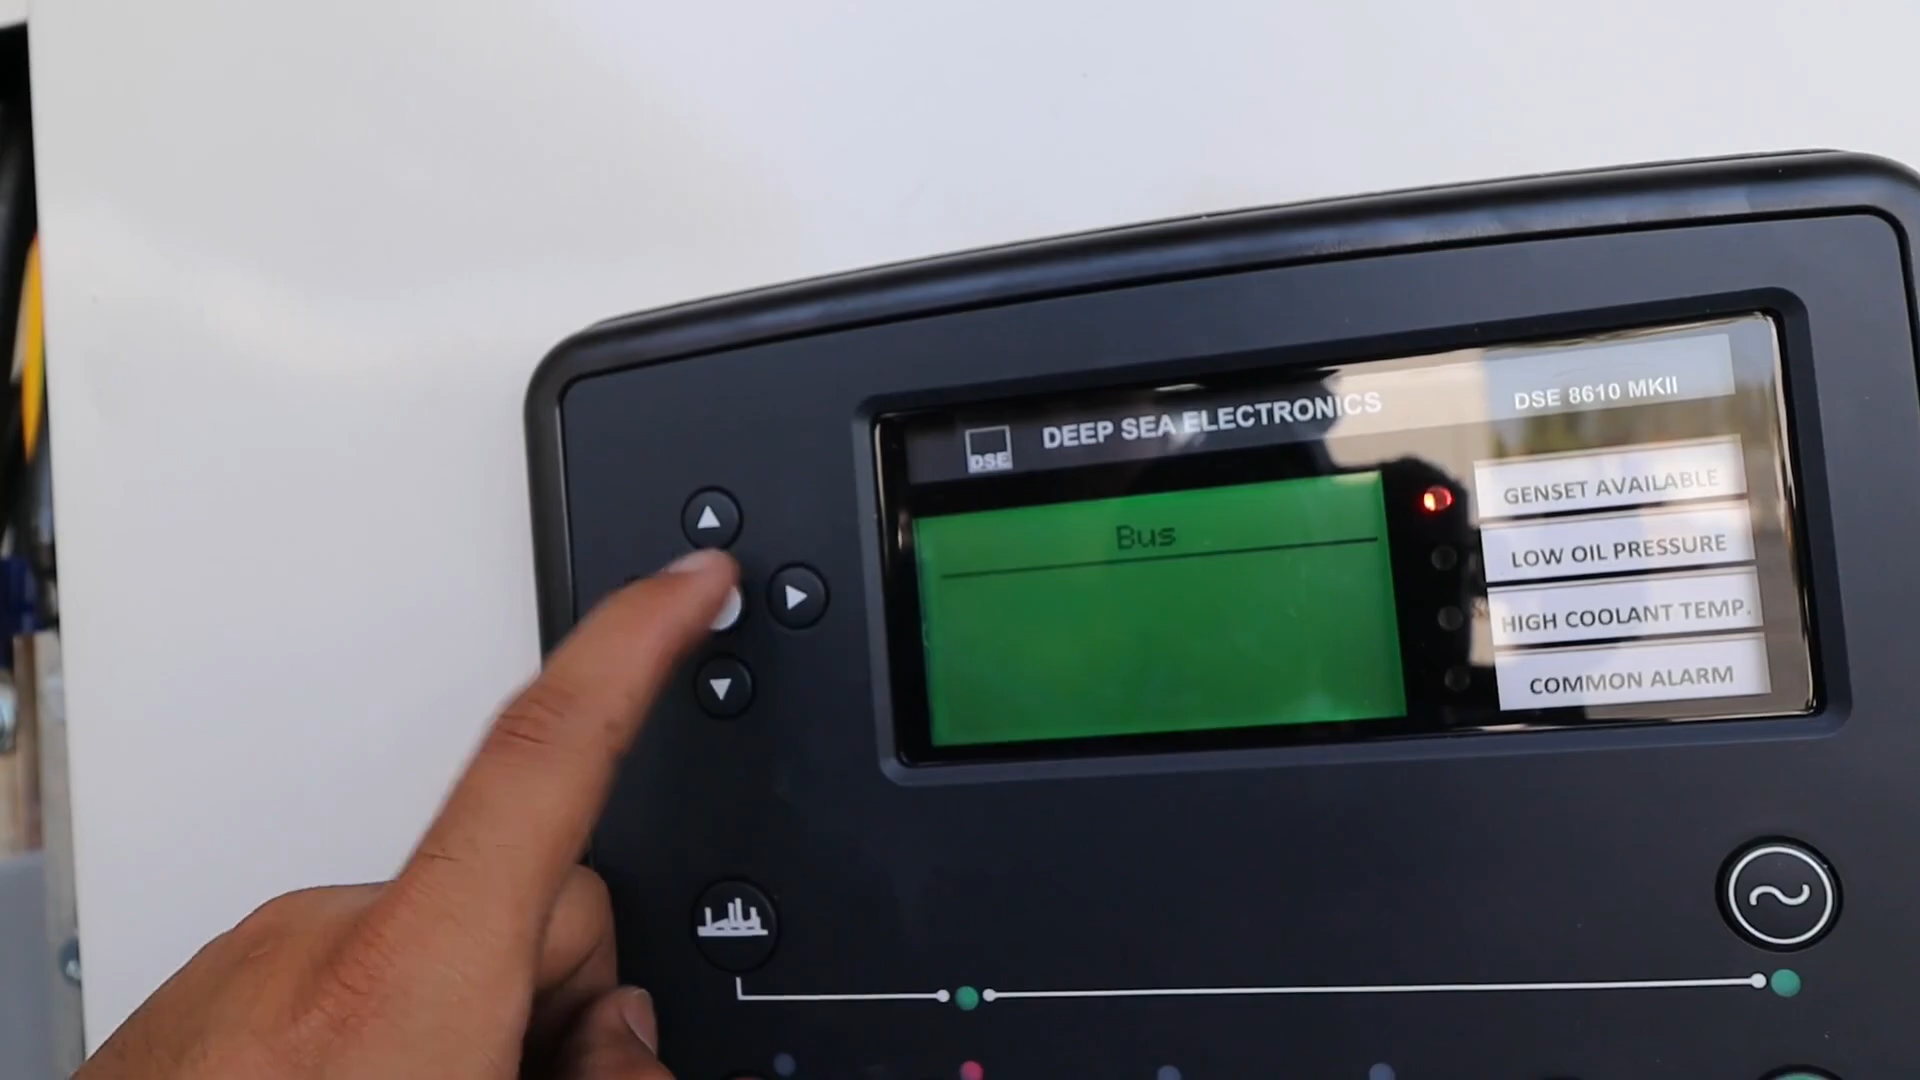 DSE
DEEP SEA ELECTRONICS
DSE 8610 MKII
Bus
GENSET AVAILABLE
LOW OIL PRESSURE
HIGH COOLANT TEMP.
COMMON ALARM